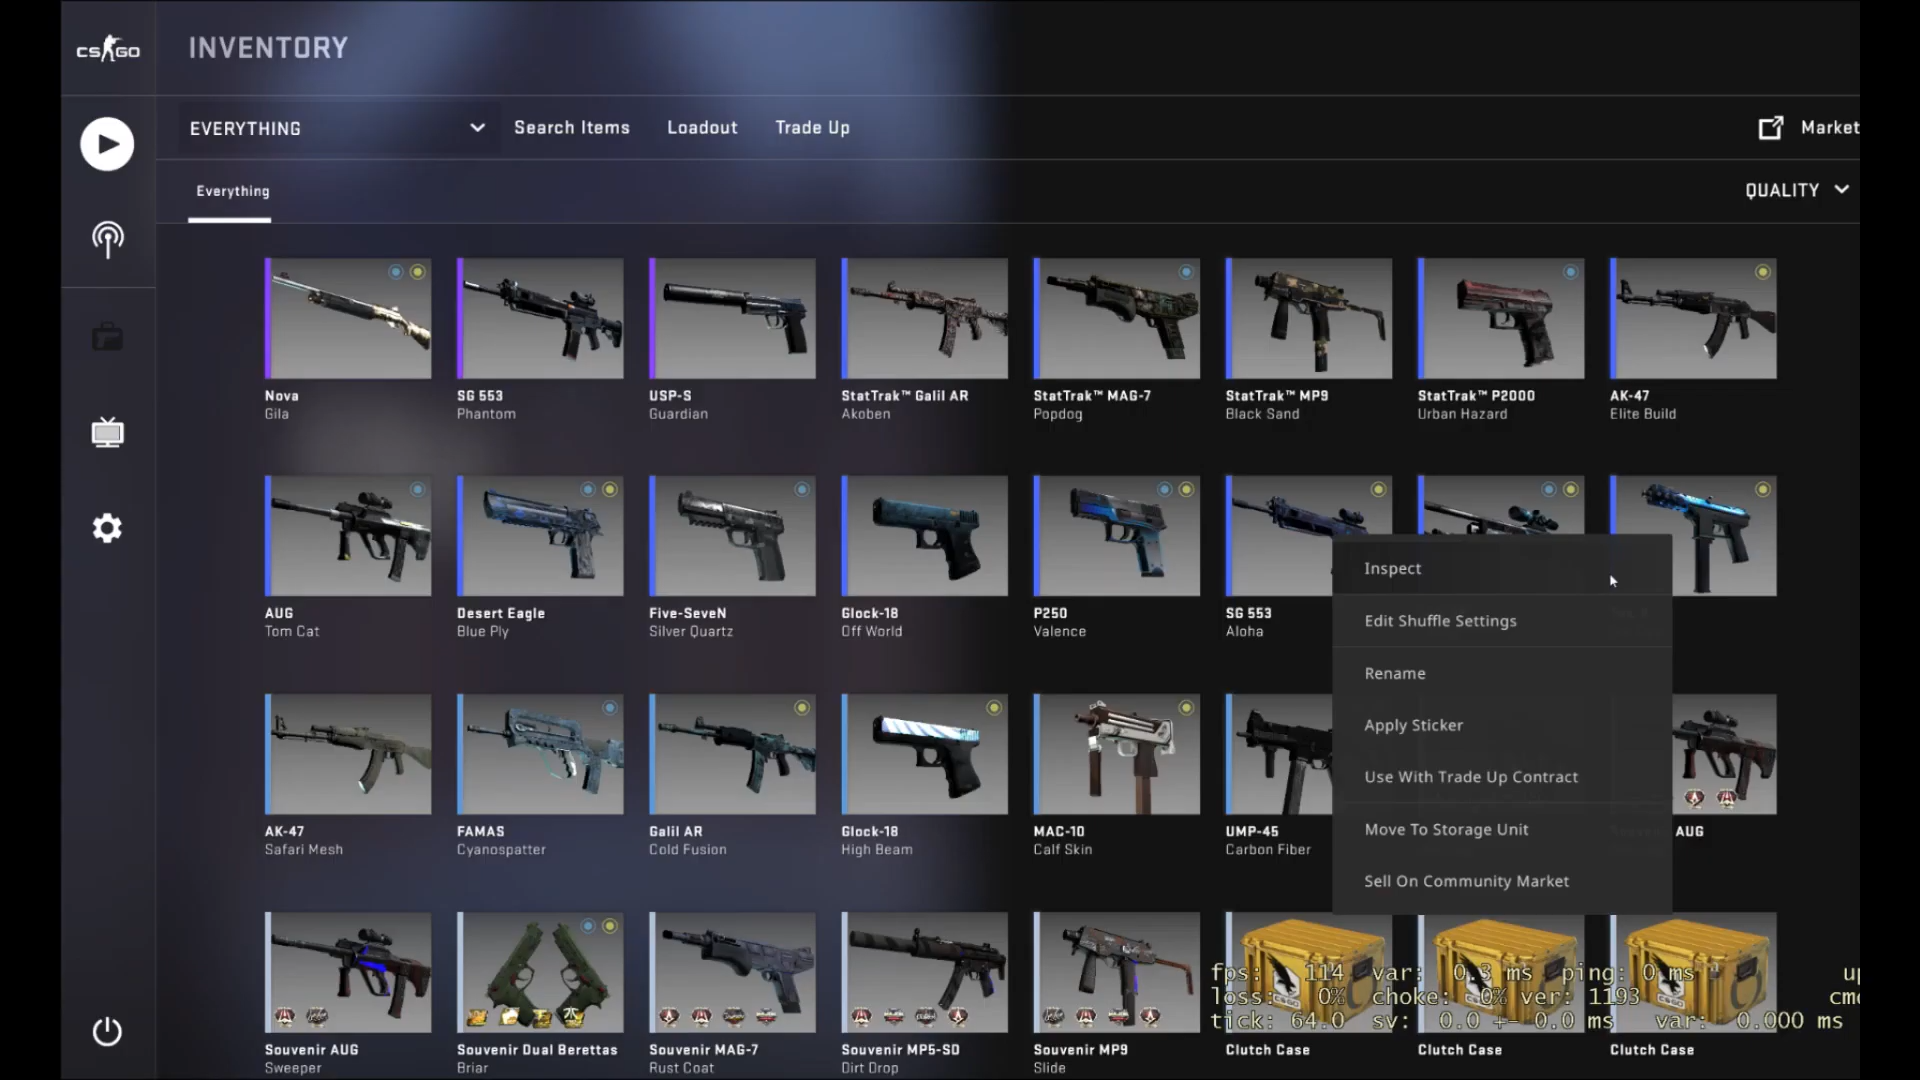 CS GO
INVENTORY
EVERYTHING
Search Items
Loadout
Trade Up
Market
Everything
QUALITY
Nova
Gila
SG 553
Phantom
USP-S
Guardian
StatTrak™ Galil AR
Akoben
StatTrak™ MAG-7
Popdog
StatTrak™ MP9
Black Sand
StatTrak™ P2000
Urban Hazard
AK-47
Elite Build
AUG
Tom Cat
Desert Eagle
Blue Ply
Five-SeveN
Silver Quartz
Glock-18
Off World
P250
Valence
SG 553
Aloha
Inspect
Edit Shuffle Settings
Rename
Apply Sticker
Use With Trade Up Contract
Move To Storage Unit
Sell On Community Market
AK-47
Safari Mesh
FAMAS
Cyanospatter
Galil AR
Cold Fusion
Glock-18
High Beam
MAC-10
Calf Skin
UMP-45
Carbon Fiber
AUG
Souvenir AUG
Sweeper
Souvenir Dual Berettas
Briar
Souvenir MAG-7
Rust Coat
Souvenir MP5-SD
Dirt Drop
Souvenir MP9
Slide
Clutch Case
Clutch Case
Clutch Case
fps: 114 var: 0.3 ms ping: 0 ms up
loss: 0% choke: 0% ver: 1193 cmd
tick: 64.0 sv: 0.0 +- 0.0 ms var: 0.000 ms